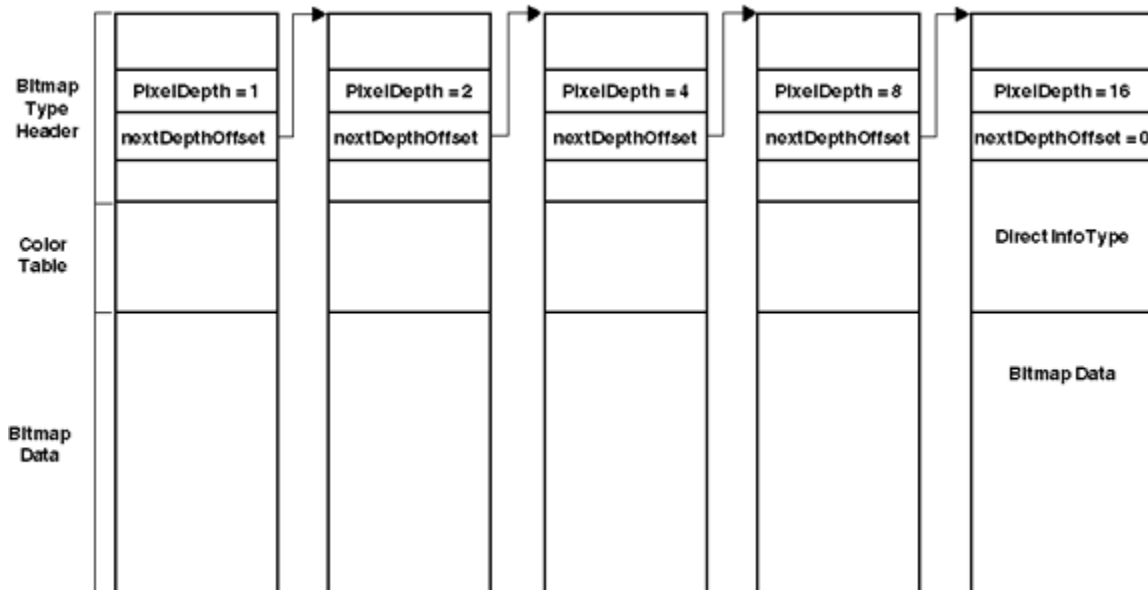 Bitmap
Type
Header
PixelDepth = 1
PixelDepth = 2
PixelDepth = 4
PixelDepth = 8
PixelDepth = 16
nextDepthOffset
nextDepthOffset
nextDepthOffset
nextDepthOffset
nextDepthOffset = 0
Color
Table
Direct InfoType
Bitmap Data
Bitmap
Data